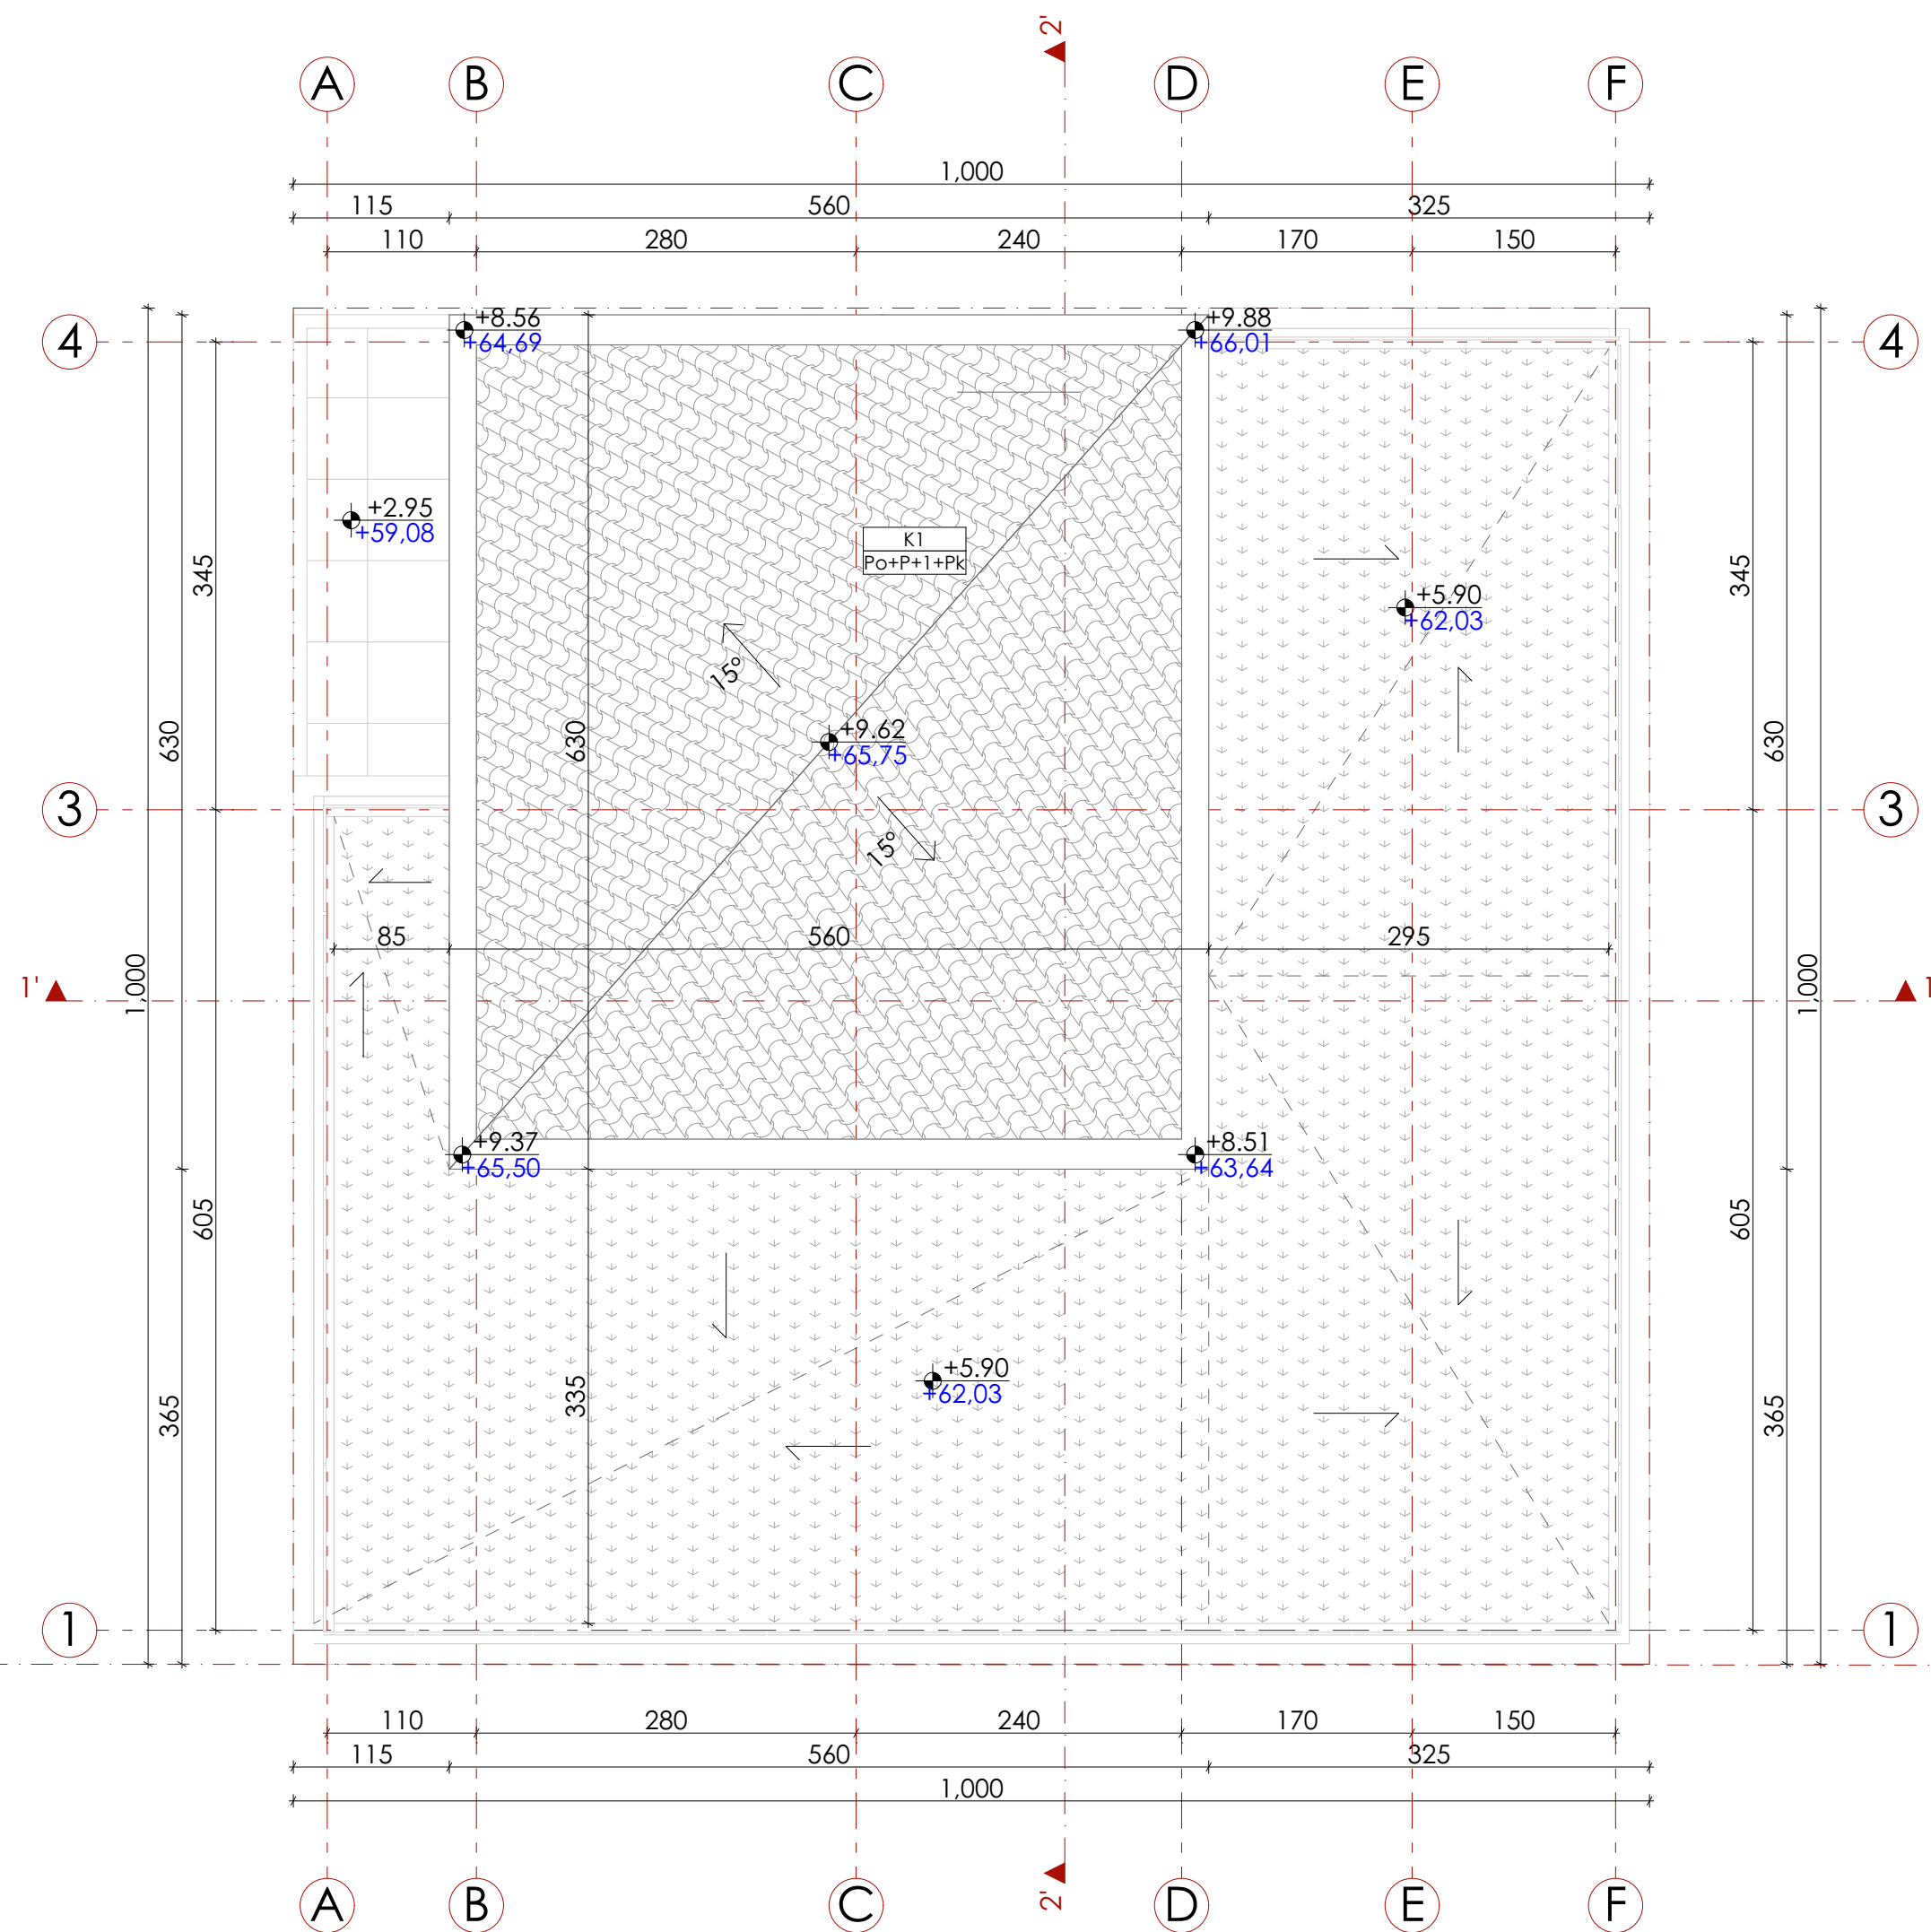 2'
A B C D E F
1,000
115 560 325
110 280 240 170 150
+8.56
+64,69
+9.88
+66,01
4 4
+2.95
+59,08
K1
Po+P+1+Pk
345 345
+5.90
+62,03
15°
630 630 630
+9.62
+65,75
3 3
15°
85 560 295
1' 1,000 1,000 1
+9.37
+65,50
+8.51
+63,64
605 605
+5.90
+62,03
365 335 365
1 1
110 280 240 170 150
115 560 325
1,000
2'
A B C D E F